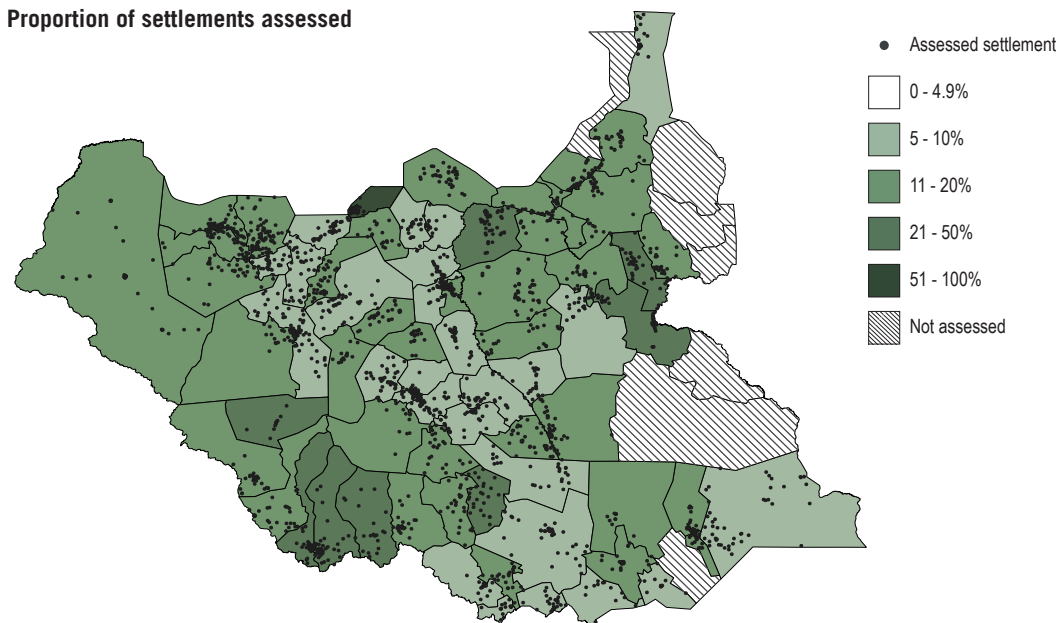 Proportion of settlements assessed
Assessed settlement
0 - 4.9%
5 - 10%
11 - 20%
21 - 50%
51 - 100%
Not assessed